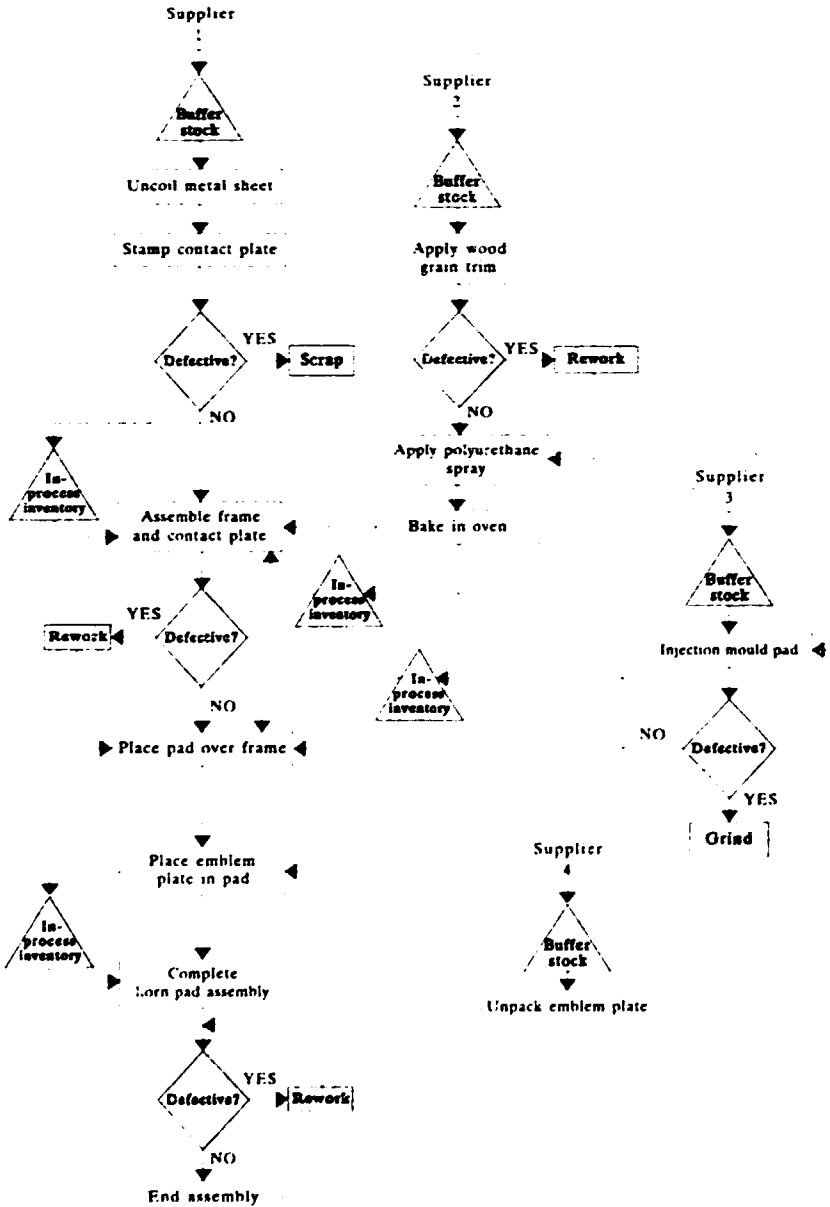 Supplier
1
Buffer
stock
Uncoil metal sheet
Stamp contact plate
Defective?
YES
Scrap
NO
In-
process
inventory
Assemble frame
and contact plate
Defective?
YES
Rework
NO
Place pad over frame
Place emblem
plate in pad
In-
process
inventory
Complete
horn pad assembly
Defective?
YES
Rework
NO
End assembly
Supplier
2
Buffer
stock
Apply wood
grain trim
Defective?
YES
Rework
NO
Apply polyurethane
spray
Bake in oven
In-
process
inventory
In-
process
inventory
Supplier
3
Buffer
stock
Injection mould pad
Defective?
NO
YES
Grind
Supplier
4
Buffer
stock
Unpack emblem plate